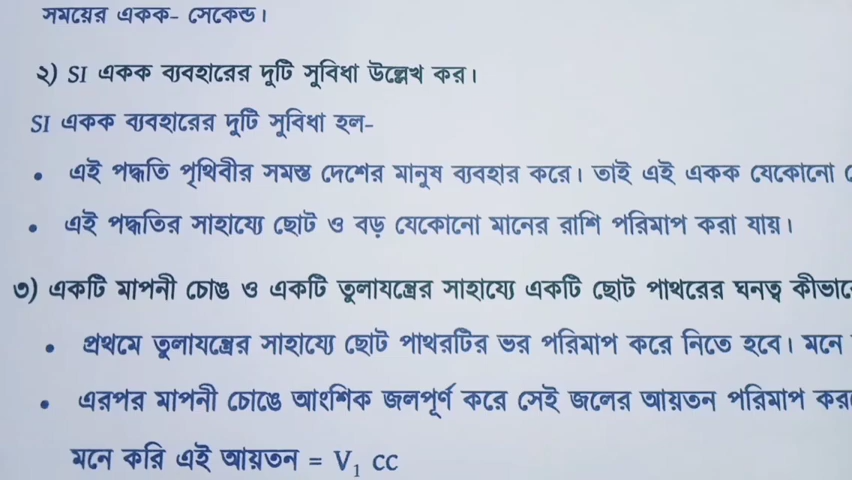 সময়ের একক- সেকেন্ড।
২) SI একক ব্যবহারের দুটি সুবিধা উল্লেখ কর।
SI একক ব্যবহারের দুটি সুবিধা হল-
• এই পদ্ধতি পৃথিবীর সমস্ত দেশের মানুষ ব্যবহার করে। তাই এই একক যেকোনো
• এই পদ্ধতির সাহায্যে ছোট ও বড় যেকোনো মানের রাশি পরিমাপ করা যায়।
৩) একটি মাপনী চোঙ ও একটি তুলাযন্ত্রের সাহায্যে একটি ছোট পাথরের ঘনত্ব
• প্রথমে তুলাযন্ত্রের সাহায্যে ছোট পাথরটির ভর পরিমাপ করে নিতে হবে। মনে
• এরপর মাপনী চোঙে আংশিক জলপূর্ণ করে সেই জলের আয়তন পরিমাপ
মনে করি এই আয়তন = V₁ cc